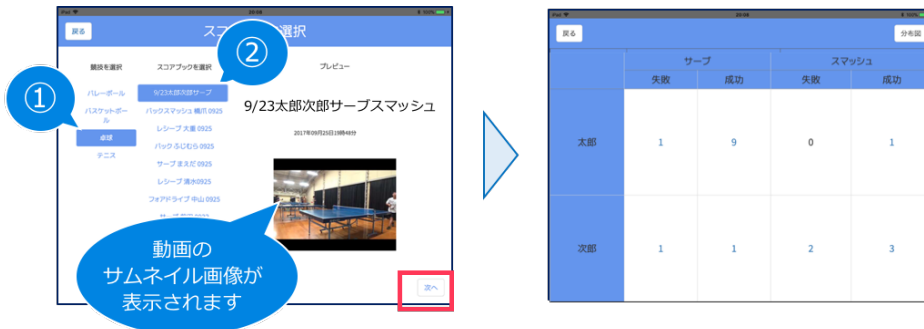 iPad
20:08
戻る
スコ
選択
②
競技を選択
スコアブックを選択
プレビュー
①
バレーボール
バスケットボー
ル
卓球
テニス
9/23太郎次郎サーブ
バックスマッシュ 横爪 0925
レシーブ 大重 0925
バック ふじむら 0925
サーブ まえだ 0925
レシーブ 清水0925
フォアドライブ 中山 0925
9/23太郎次郎サーブスマッシュ
2017年09月25日19時48分
動画の
サムネイル画像が
表示されます
次へ
iPad
20:08
戻る
分布図
サーブ
スマッシュ
失敗
成功
失敗
成功
太郎
1
9
0
1
次郎
1
1
2
3